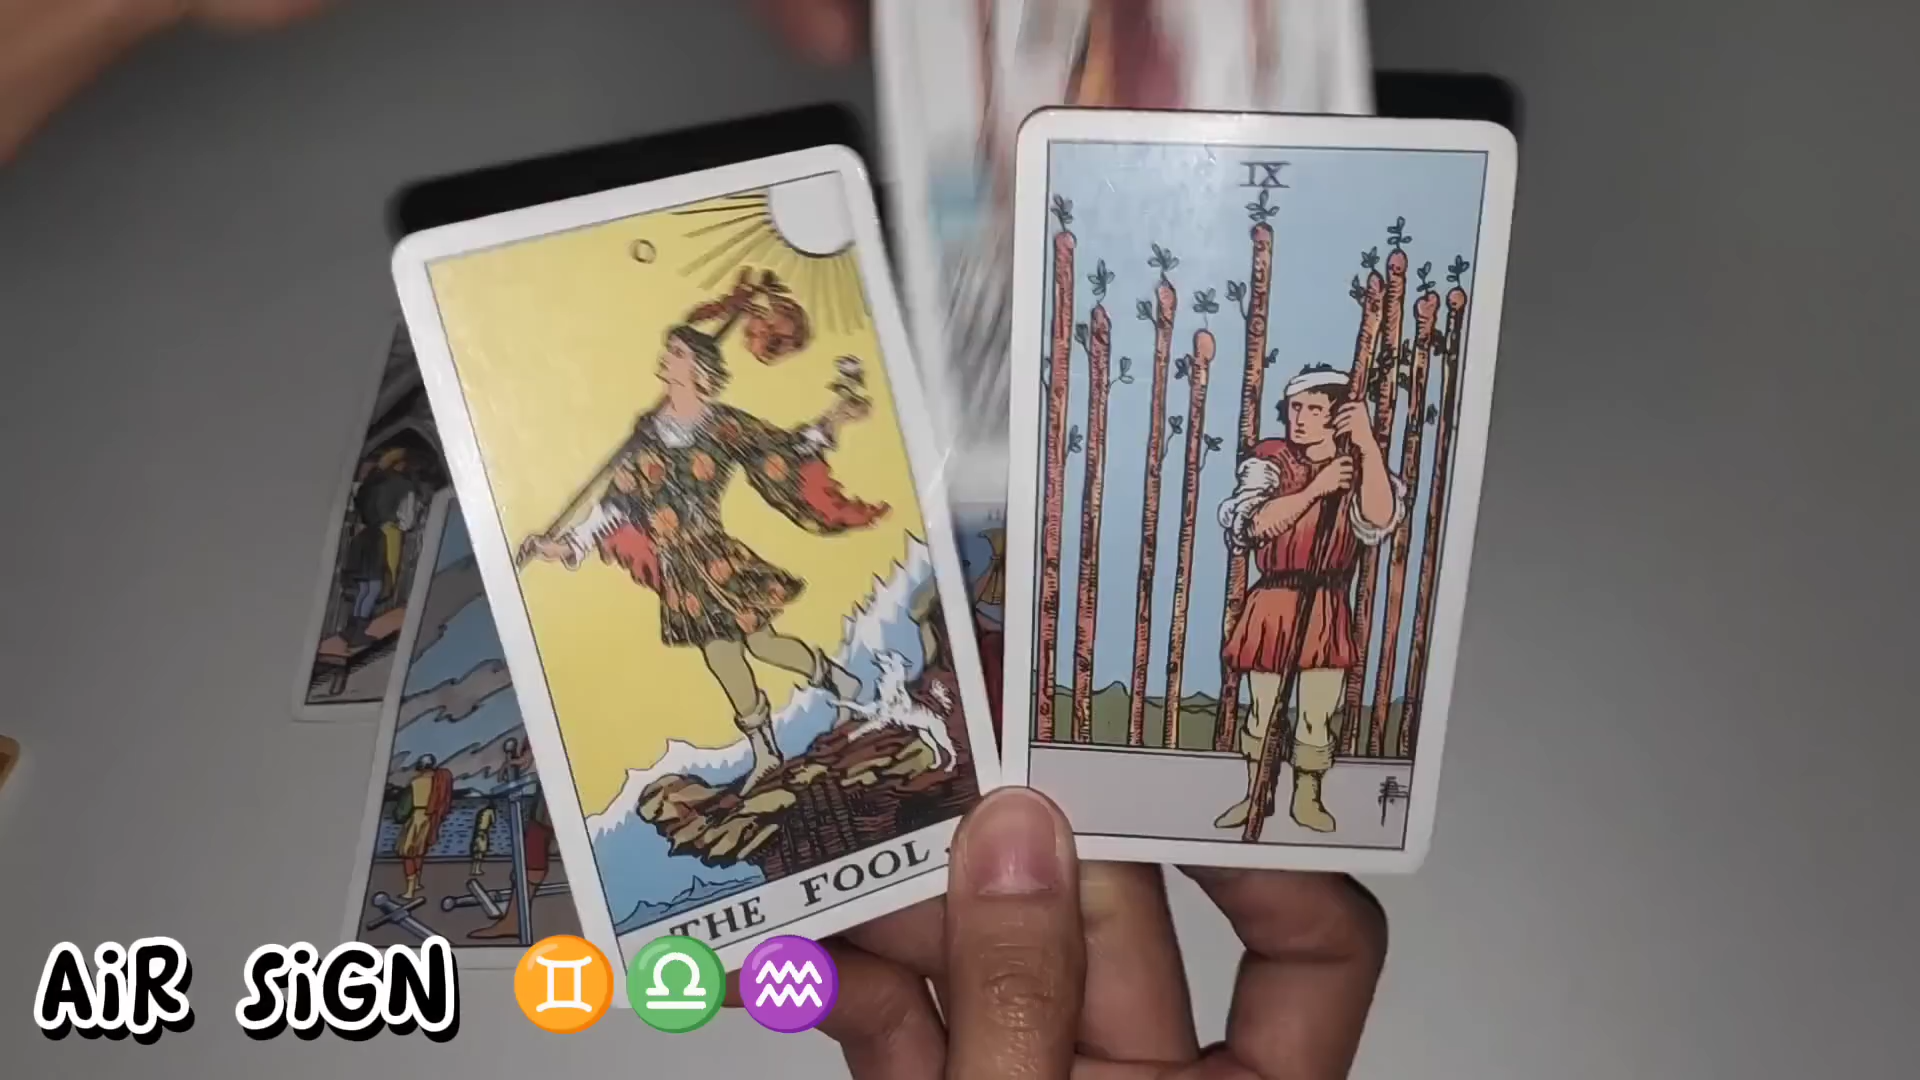 IX
THE FOOL.
AiR SiGN ♊♎♒